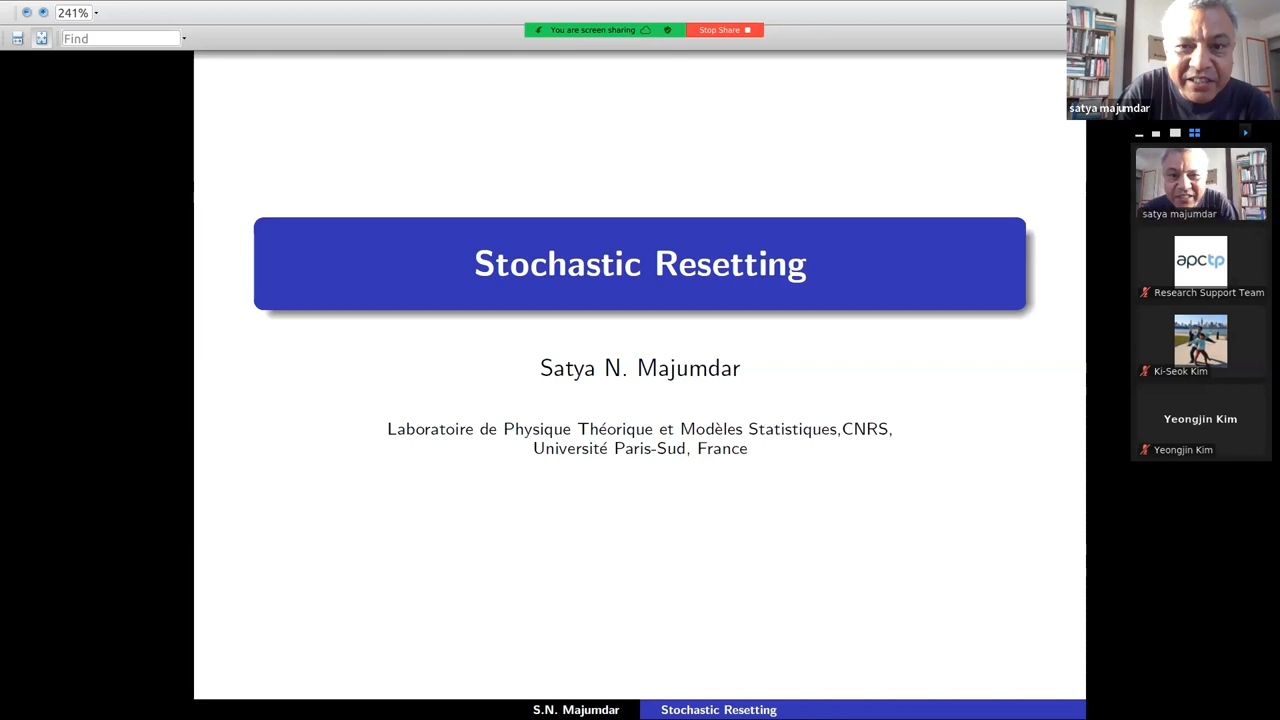 241%
Find
You are screen sharing
Stop Share
satya majumdar
satya majumdar
apctp
Research Support Team
Ki-Seok Kim
Yeongjin Kim
Yeongjin Kim
Stochastic Resetting
Satya N. Majumdar
Laboratoire de Physique Théorique et Modèles Statistiques,CNRS,
Université Paris-Sud, France
S.N. Majumdar
Stochastic Resetting